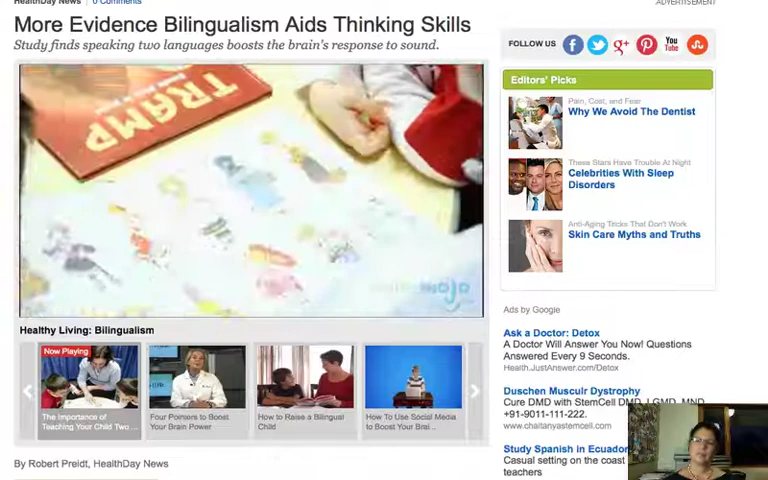 HealthDay News | 0 Comments
ADVERTISEMENT
More Evidence Bilingualism Aids Thinking Skills
Study finds speaking two languages boosts the brain's response to sound.
TRAMP
MOJO
Healthy Living: Bilingualism
Now Playing
The Importance of
Teaching Your Child Two ...
Four Pointers to Boost
Your Brain Power
How to Raise a Bilingual
Child
How To Use Social Media
to Boost Your Brai ...
By Robert Preidt, HealthDay News
FOLLOW US
f
g+
You
Tube
Editors' Picks
Pain, Cost, and Fear
Why We Avoid The Dentist
These Stars Have Trouble At Night
Celebrities With Sleep
Disorders
Anti-Aging Tricks That Don't Work
Skin Care Myths and Truths
Ads by Google
Ask a Doctor: Detox
A Doctor Will Answer You Now! Questions
Answered Every 9 Seconds.
Health.JustAnswer.com/Detox
Duschen Musculr Dystrophy
Cure DMD with StemCell DMD, LGMD, MND
+91-9011-111-222.
www.chaitanyastemcell.com
Study Spanish in Ecuador
Casual setting on the coast
teachers